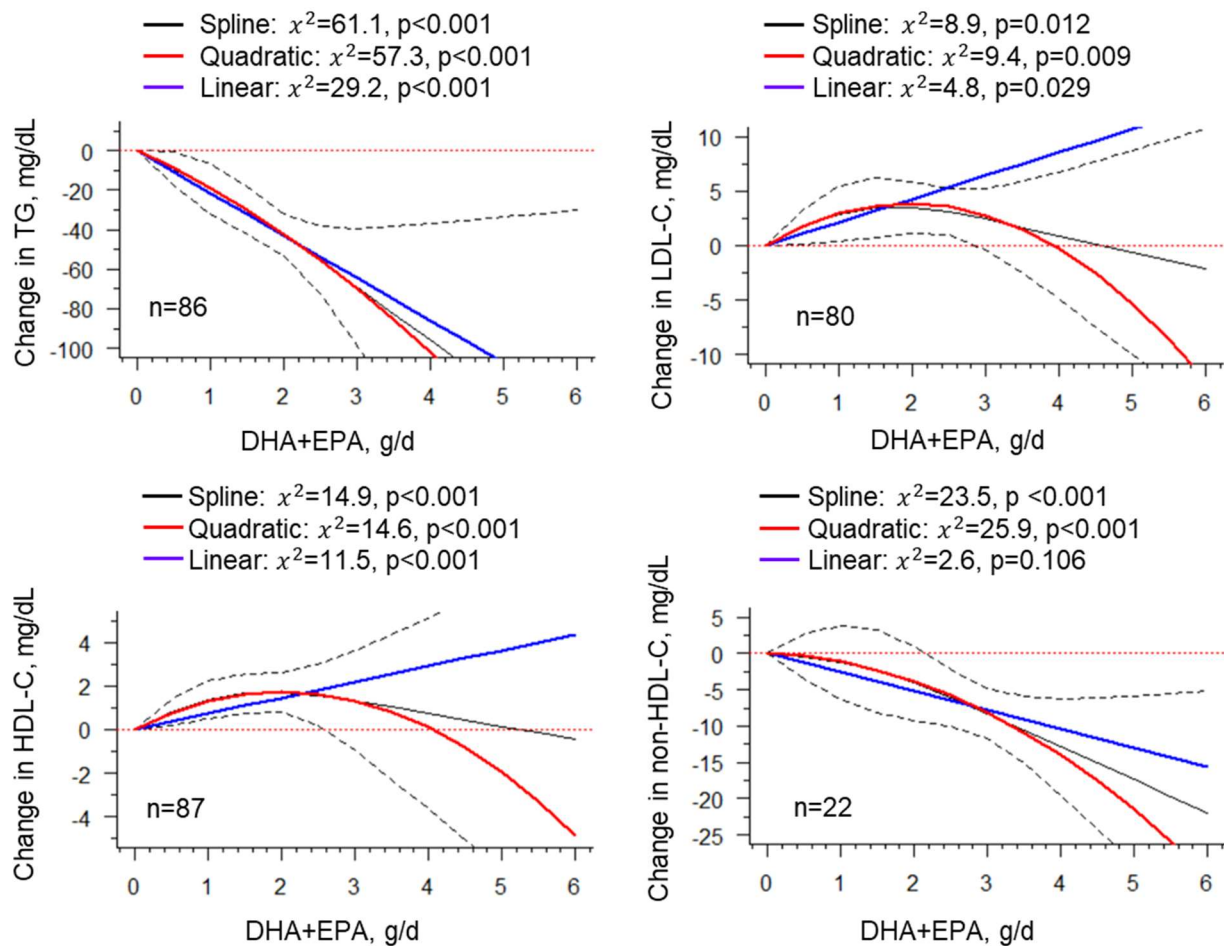 Spline: 𝑥²=61.1, p<0.001
Quadratic: 𝑥²=57.3, p<0.001
Linear: 𝑥²=29.2, p<0.001
Change in TG, mg/dL
0
-20
-40
-60
-80
-100
n=86
0 1 2 3 4 5 6
DHA+EPA, g/d
Spline: 𝑥²=8.9, p=0.012
Quadratic: 𝑥²=9.4, p=0.009
Linear: 𝑥²=4.8, p=0.029
Change in LDL-C, mg/dL
10
5
0
-5
-10
n=80
0 1 2 3 4 5 6
DHA+EPA, g/d
Spline: 𝑥²=14.9, p<0.001
Quadratic: 𝑥²=14.6, p<0.001
Linear: 𝑥²=11.5, p<0.001
Change in HDL-C, mg/dL
4
2
0
-2
-4
n=87
0 1 2 3 4 5 6
DHA+EPA, g/d
Spline: 𝑥²=23.5, p <0.001
Quadratic: 𝑥²=25.9, p<0.001
Linear: 𝑥²=2.6, p=0.106
Change in non-HDL-C, mg/dL
5
0
-5
-10
-15
-20
-25
n=22
0 1 2 3 4 5 6
DHA+EPA, g/d